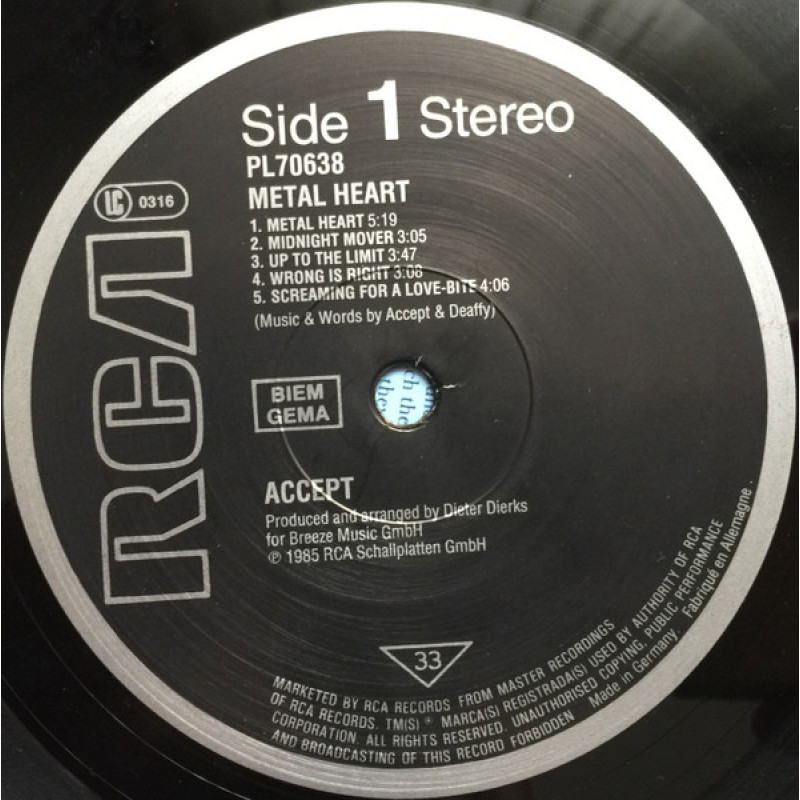 Side 1 Stereo
PL70638
METAL HEART
LC 0316
1. METAL HEART 5:19
2. MIDNIGHT MOVER 3:05
3. UP TO THE LIMIT 3:47
4. WRONG IS RIGHT 3:08
5. SCREAMING FOR A LOVE-BITE 4:06
(Music & Words by Accept & Deaffy)
RCA
BIEM
GEMA
ch the
the
ACCEPT
Produced and arranged by Dieter Dierks
for Breeze Music GmbH
℗ 1985 RCA Schallplatten GmbH
33
MARKETED BY RCA RECORDS FROM MASTER RECORDINGS
OF RCA RECORDS. TM(S) ® MARCA(S) REGISTRADA(S) USED BY AUTHORITY OF RCA
CORPORATION. ALL RIGHTS RESERVED. UNAUTHORISED COPYING, PUBLIC PERFORMANCE
AND BROADCASTING OF THIS RECORD FORBIDDEN Made in Germany. Fabriqué en Allemagne.